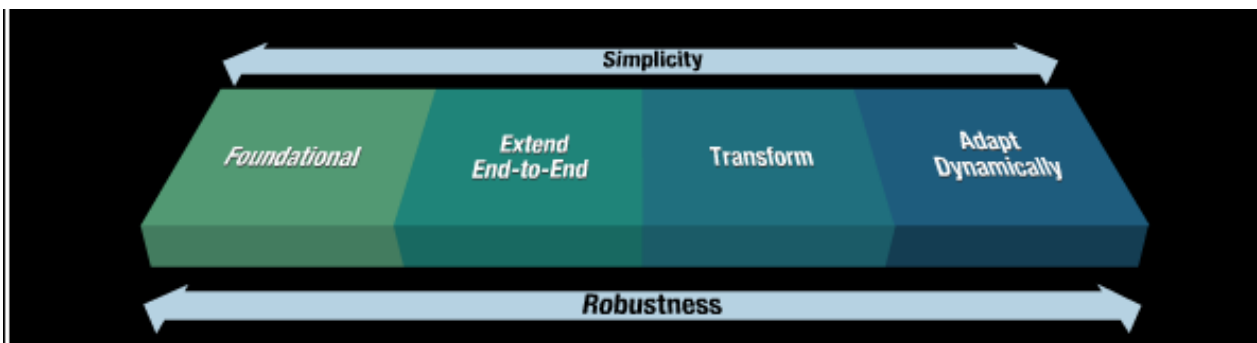 Simplicity
Foundational
Extend
End-to-End
Transform
Adapt
Dynamically
Robustness